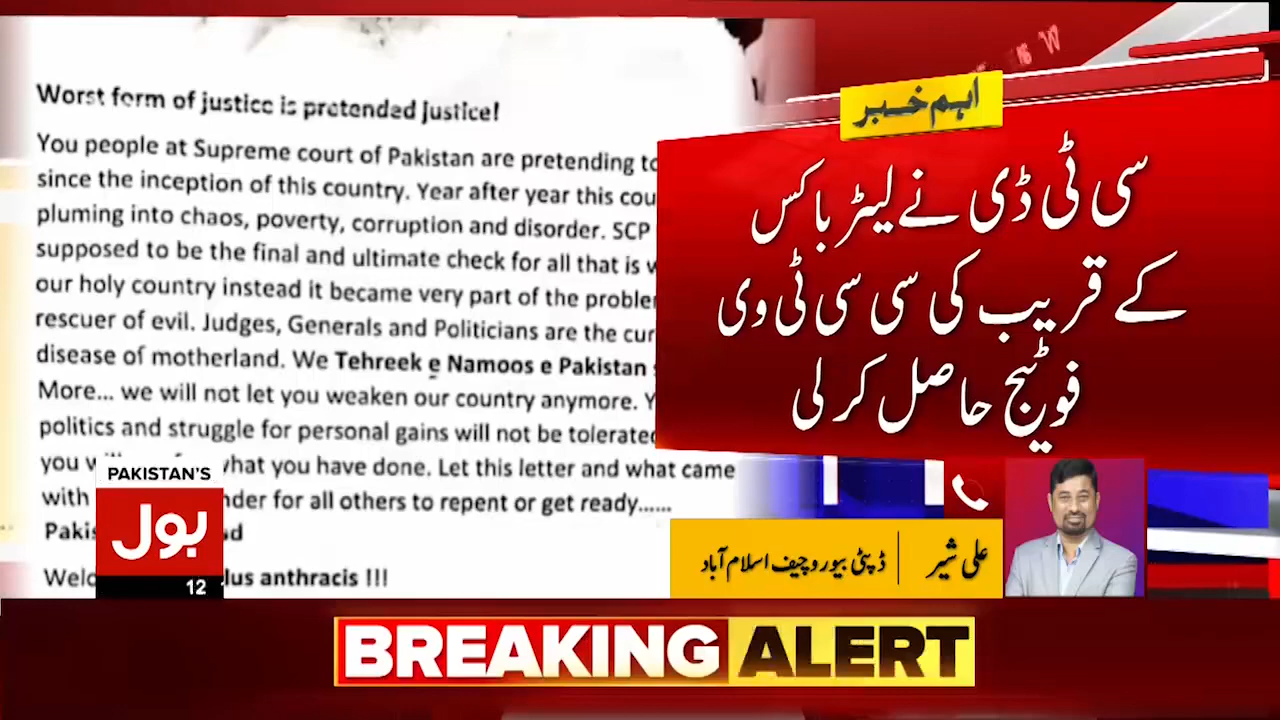 Worst form of justice is pretended justice!
You people at Supreme court of Pakistan are pretending to
since the inception of this country. Year after year this cou
pluming into chaos, poverty, corruption and disorder. SCP
supposed to be the final and ultimate check for all that is
our holy country instead it became very part of the proble
rescuer of evil. Judges, Generals and Politicians are the cur
disease of motherland. We Tehreek e Namoos e Pakistan
More... we will not let you weaken our country anymore. Y
politics and struggle for personal gains will not be tolerated
you what you have done. Let this letter and what came
with nder for all others to repent or get ready......
Pakis d
Welc lus anthracis !!!
اہم خبر
سی ٹی ڈی نے لیٹر باکس
کے قریب کی سی سی ٹی وی
فوٹیج حاصل کر لی
علی شیر
ڈپٹی بیورو چیف اسلام آباد
PAKISTAN'S
بول
12
BREAKING ALERT